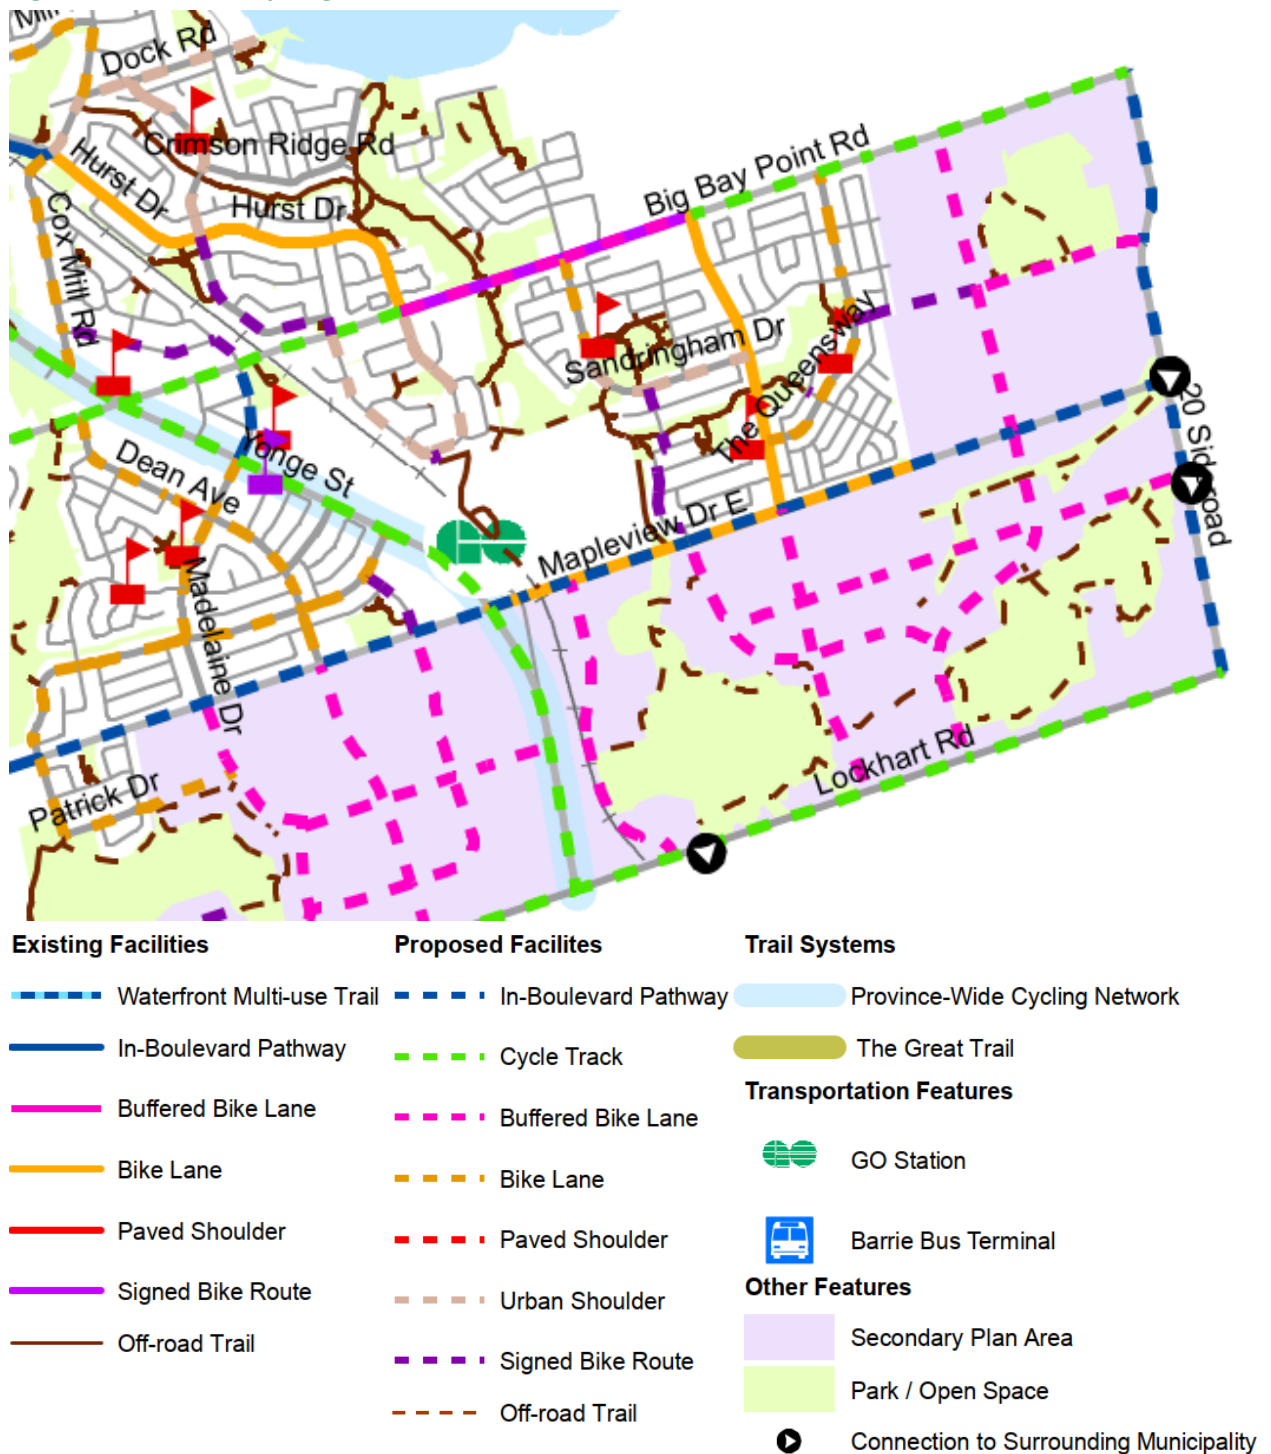 Mill
Dock Rd
Crimson Ridge Rd
Hurst Dr
Hurst Dr
Big Bay Point Rd
Cox Mill Rd
Sandringham Dr
The Queensway
20 Sideroad
Yonge St
Dean Ave
Mapleview Dr E
Madelaine Dr
Lockhart Rd
Patrick Dr
Existing Facilities
Waterfront Multi-use Trail
In-Boulevard Pathway
Buffered Bike Lane
Bike Lane
Paved Shoulder
Signed Bike Route
Off-road Trail
Proposed Facilites
In-Boulevard Pathway
Cycle Track
Buffered Bike Lane
Bike Lane
Paved Shoulder
Urban Shoulder
Signed Bike Route
Off-road Trail
Trail Systems
Province-Wide Cycling Network
The Great Trail
Transportation Features
GO Station
Barrie Bus Terminal
Other Features
Secondary Plan Area
Park / Open Space
Connection to Surrounding Municipality